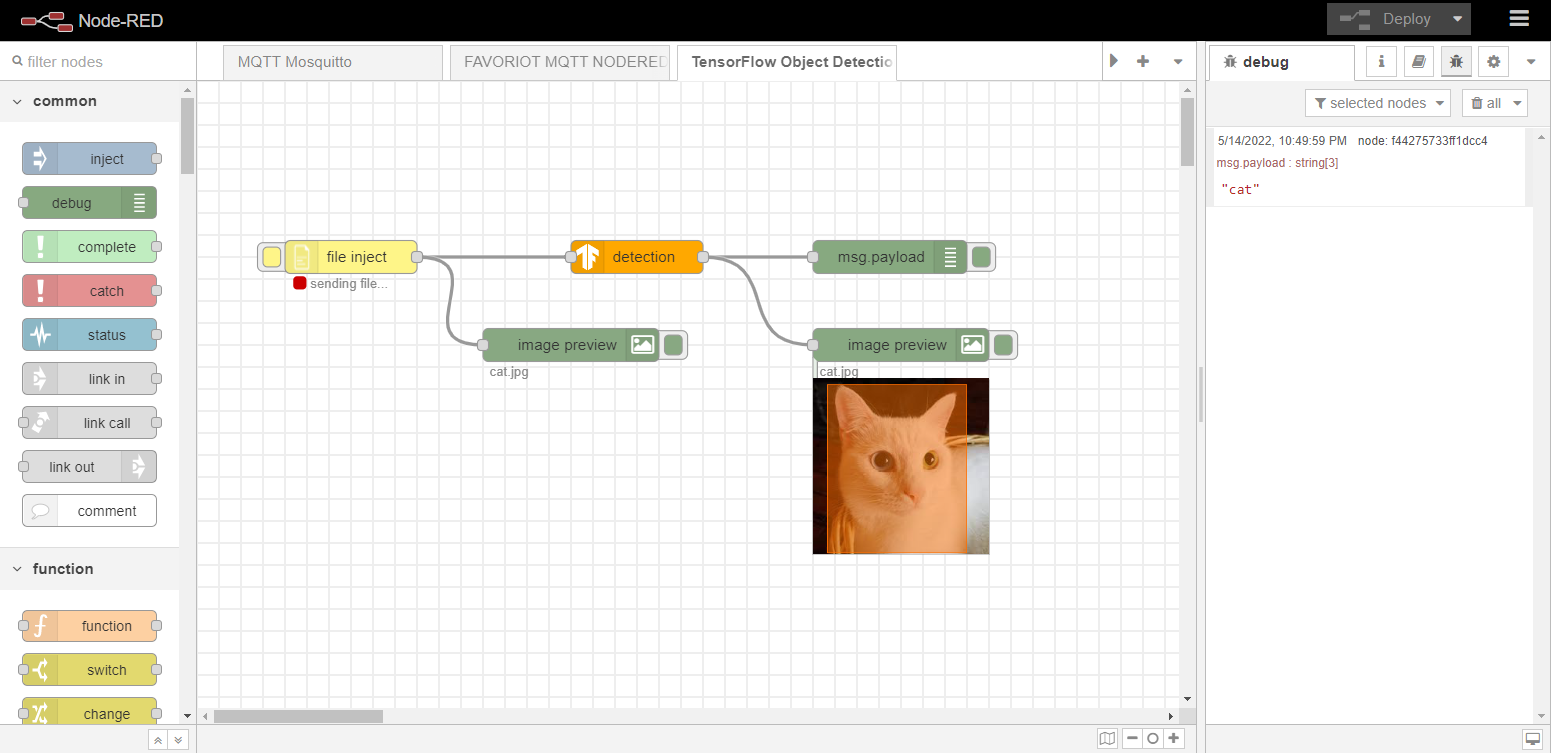 Node-RED
Deploy
filter nodes
MQTT Mosquitto
FAVORIOT MQTT NODERED
TensorFlow Object Detectio
debug
i
common
selected nodes
all
inject
debug
complete
catch
status
link in
link call
link out
comment
function
function
switch
change
file inject
sending file...
detection
msg.payload
image preview
cat.jpg
image preview
cat.jpg
5/14/2022, 10:49:59 PM node: f44275733ff1dcc4
msg.payload : string[3]
"cat"